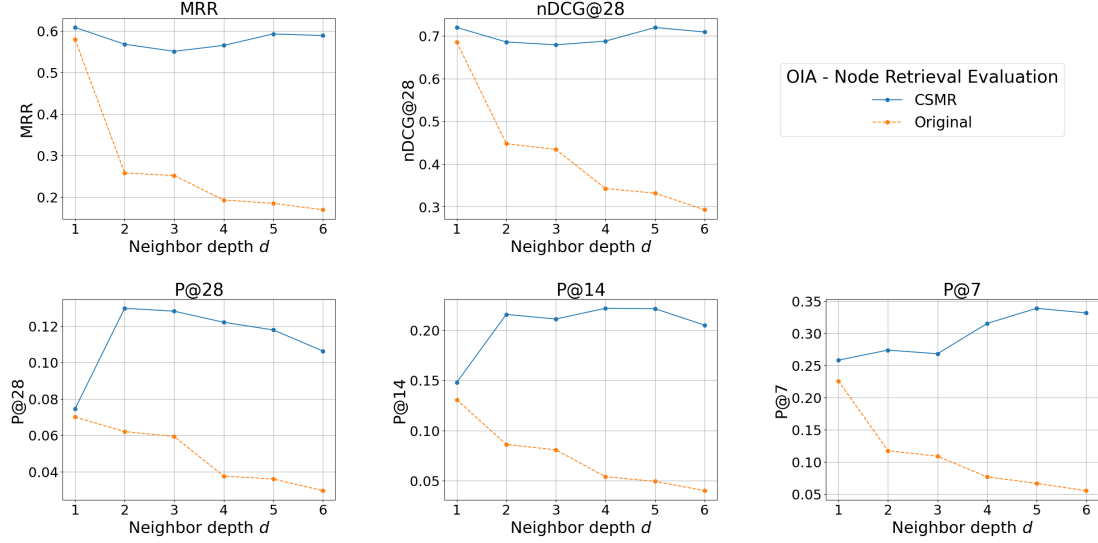 MRR
0.6
0.5
0.4
0.3
0.2
MRR
1 2 3 4 5 6
Neighbor depth d
nDCG@28
0.7
0.6
0.5
0.4
0.3
nDCG@28
1 2 3 4 5 6
Neighbor depth d
OIA - Node Retrieval Evaluation
CSMR
Original
P@28
0.12
0.10
0.08
0.06
0.04
P@28
1 2 3 4 5 6
Neighbor depth d
P@14
0.20
0.15
0.10
0.05
P@14
1 2 3 4 5 6
Neighbor depth d
P@7
0.35
0.30
0.25
0.20
0.15
0.10
0.05
P@7
1 2 3 4 5 6
Neighbor depth d